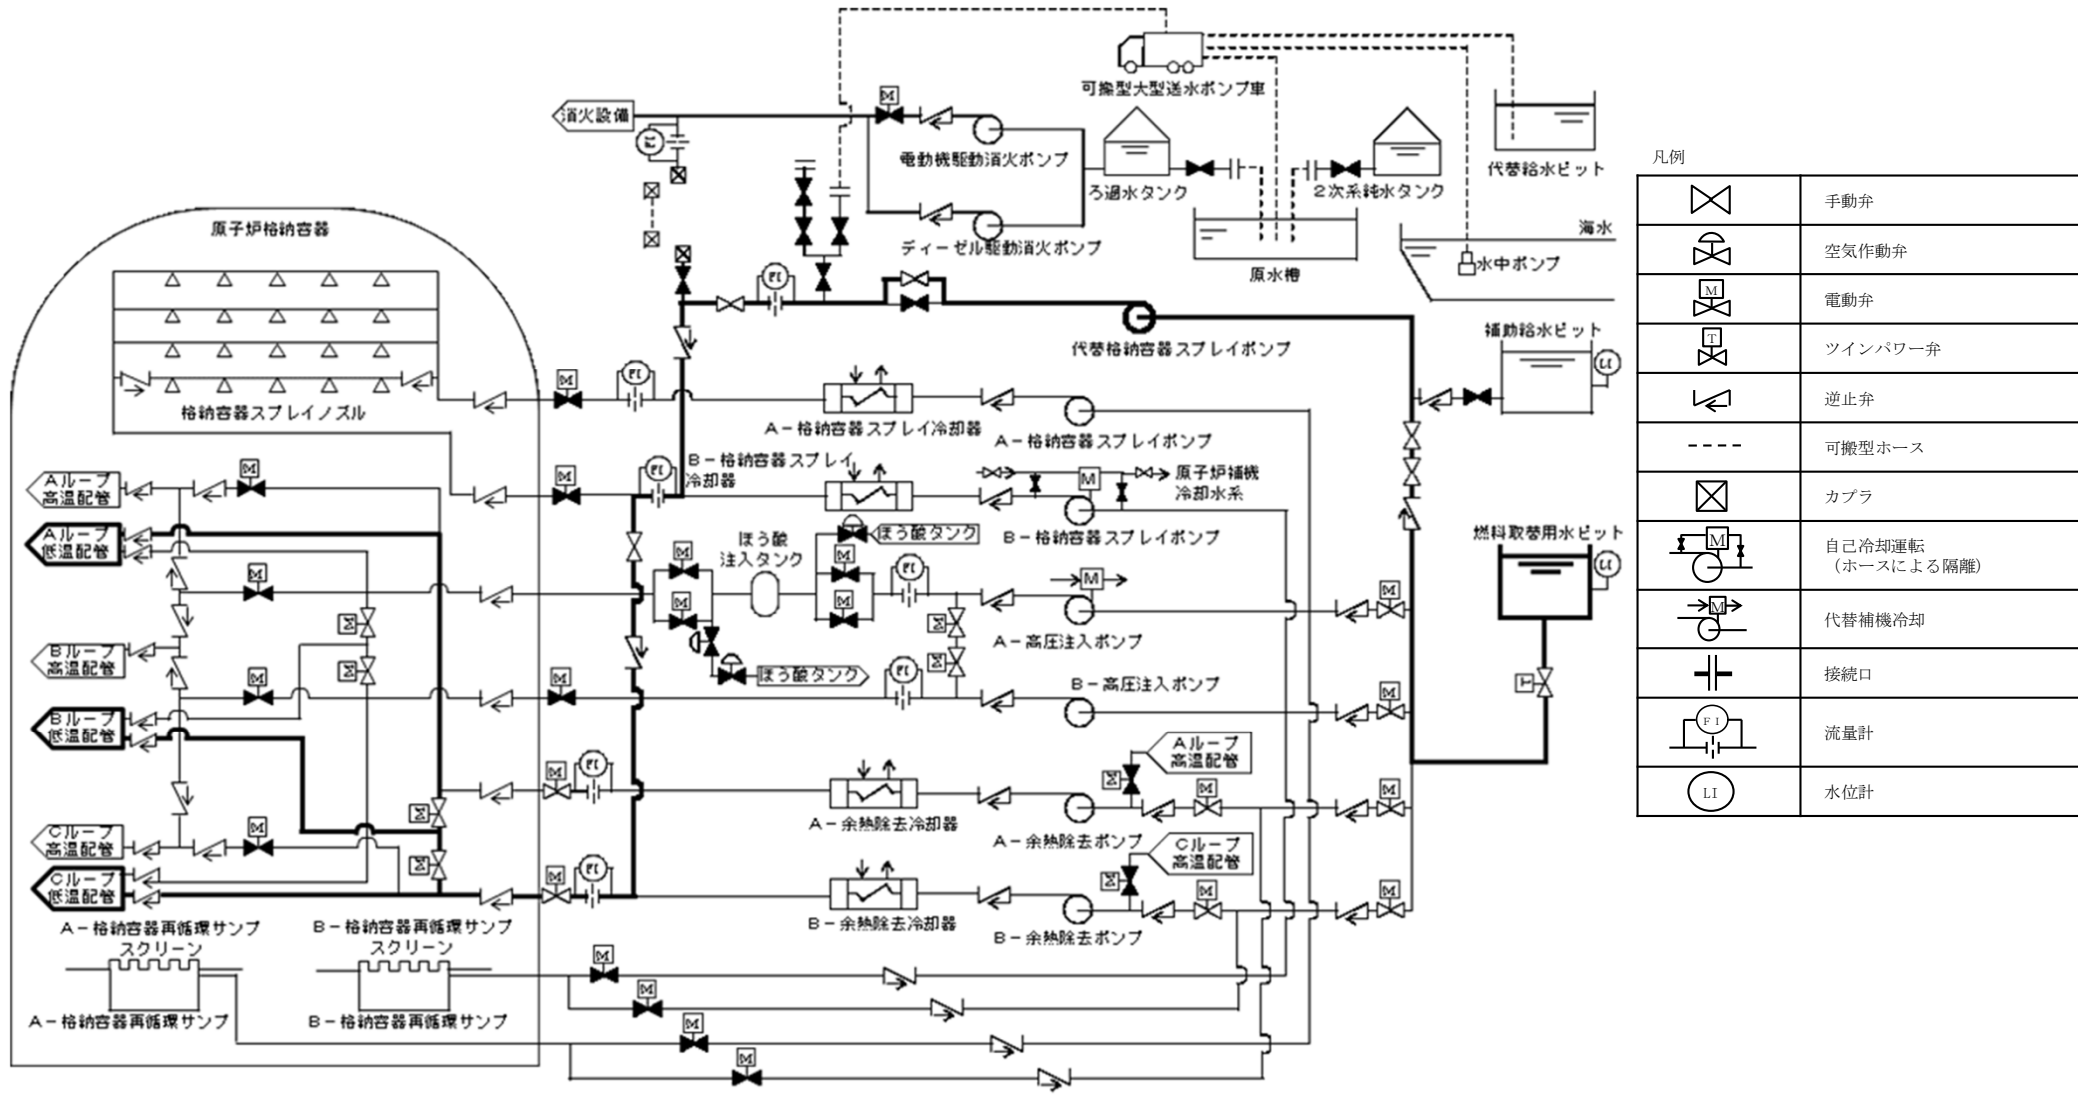 可搬型大型送水ポンプ車
消火設備
M
FI
電動機駆動消火ポンプ
ろ過水タンク
2次系純水タンク
代替給水ピット
ディーゼル駆動消火ポンプ
原水槽
海水
水中ポンプ
原子炉格納容器
FI
代替格納容器スプレイポンプ
補助給水ピット
LI
格納容器スプレイノズル
M
FI
A-格納容器スプレイ冷却器
A-格納容器スプレイポンプ
M
FI
B-格納容器スプレイ
冷却器
M
原子炉補機
冷却水系
B-格納容器スプレイポンプ
Aループ
高温配管
M
Aループ
低温配管
ほう酸
注入タンク
ほう酸タンク
燃料取替用水ピット
LI
M
M
M
M
M
FI
M
M
M
M
A-高圧注入ポンプ
M
Bループ
高温配管
M
M
ほう酸タンク
M
M
FI
B-高圧注入ポンプ
M
T
Bループ
低温配管
Aループ
高温配管
M
FI
M
M
M
M
A-余熱除去冷却器
A-余熱除去ポンプ
Cループ
高温配管
M
M
Cループ
高温配管
Cループ
低温配管
M
FI
M
M
M
B-余熱除去冷却器
B-余熱除去ポンプ
A-格納容器再循環サンプ
スクリーン
B-格納容器再循環サンプ
スクリーン
M
M
A-格納容器再循環サンプ
B-格納容器再循環サンプ
M
M
凡例
手動弁
空気作動弁
M
電動弁
T
ツインパワー弁
逆止弁
可搬型ホース
カプラ
M
自己冷却運転
(ホースによる隔離)
M
代替補機冷却
接続口
FI
流量計
LI
水位計